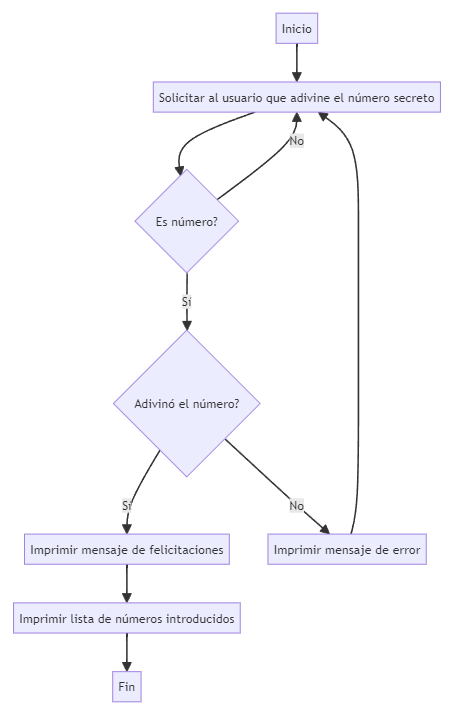 Inicio
Solicitar al usuario que adivine el número secreto
No
Es número?
Sí
Adivinó el número?
Sí
No
Imprimir mensaje de felicitaciones
Imprimir mensaje de error
Imprimir lista de números introducidos
Fin